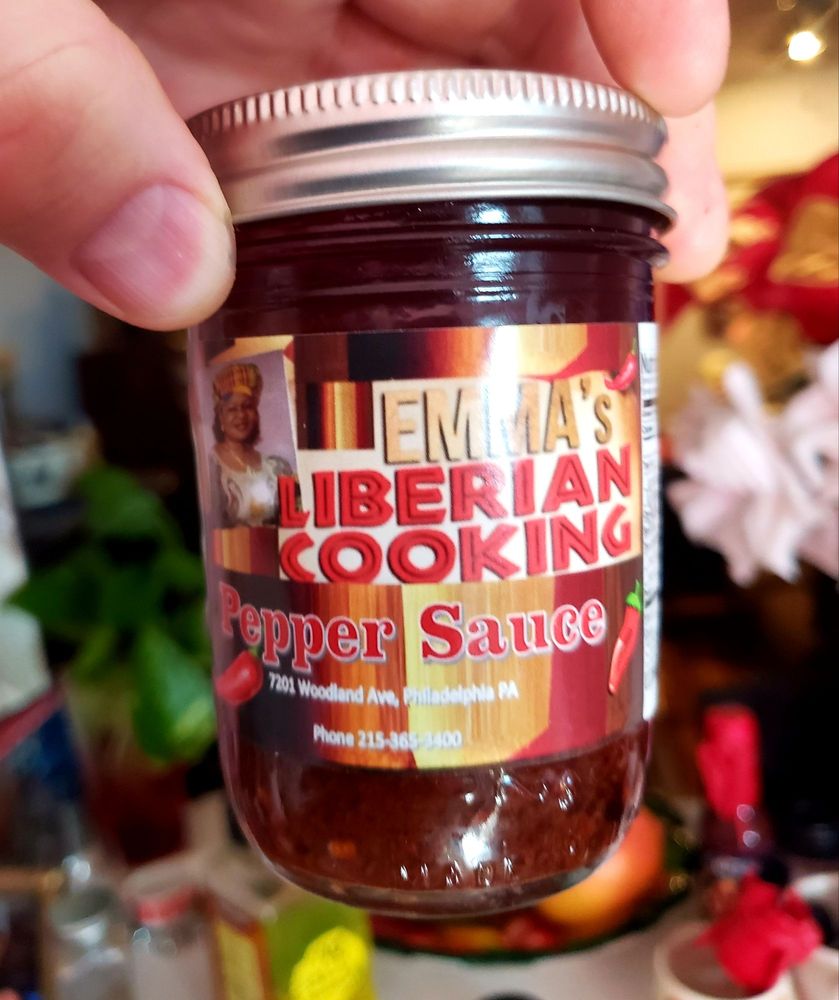 EMMA's
LIBERIAN
COOKING
Pepper Sauce
7201 Woodland Ave, Philadelphia PA
Phone 215-365-3400